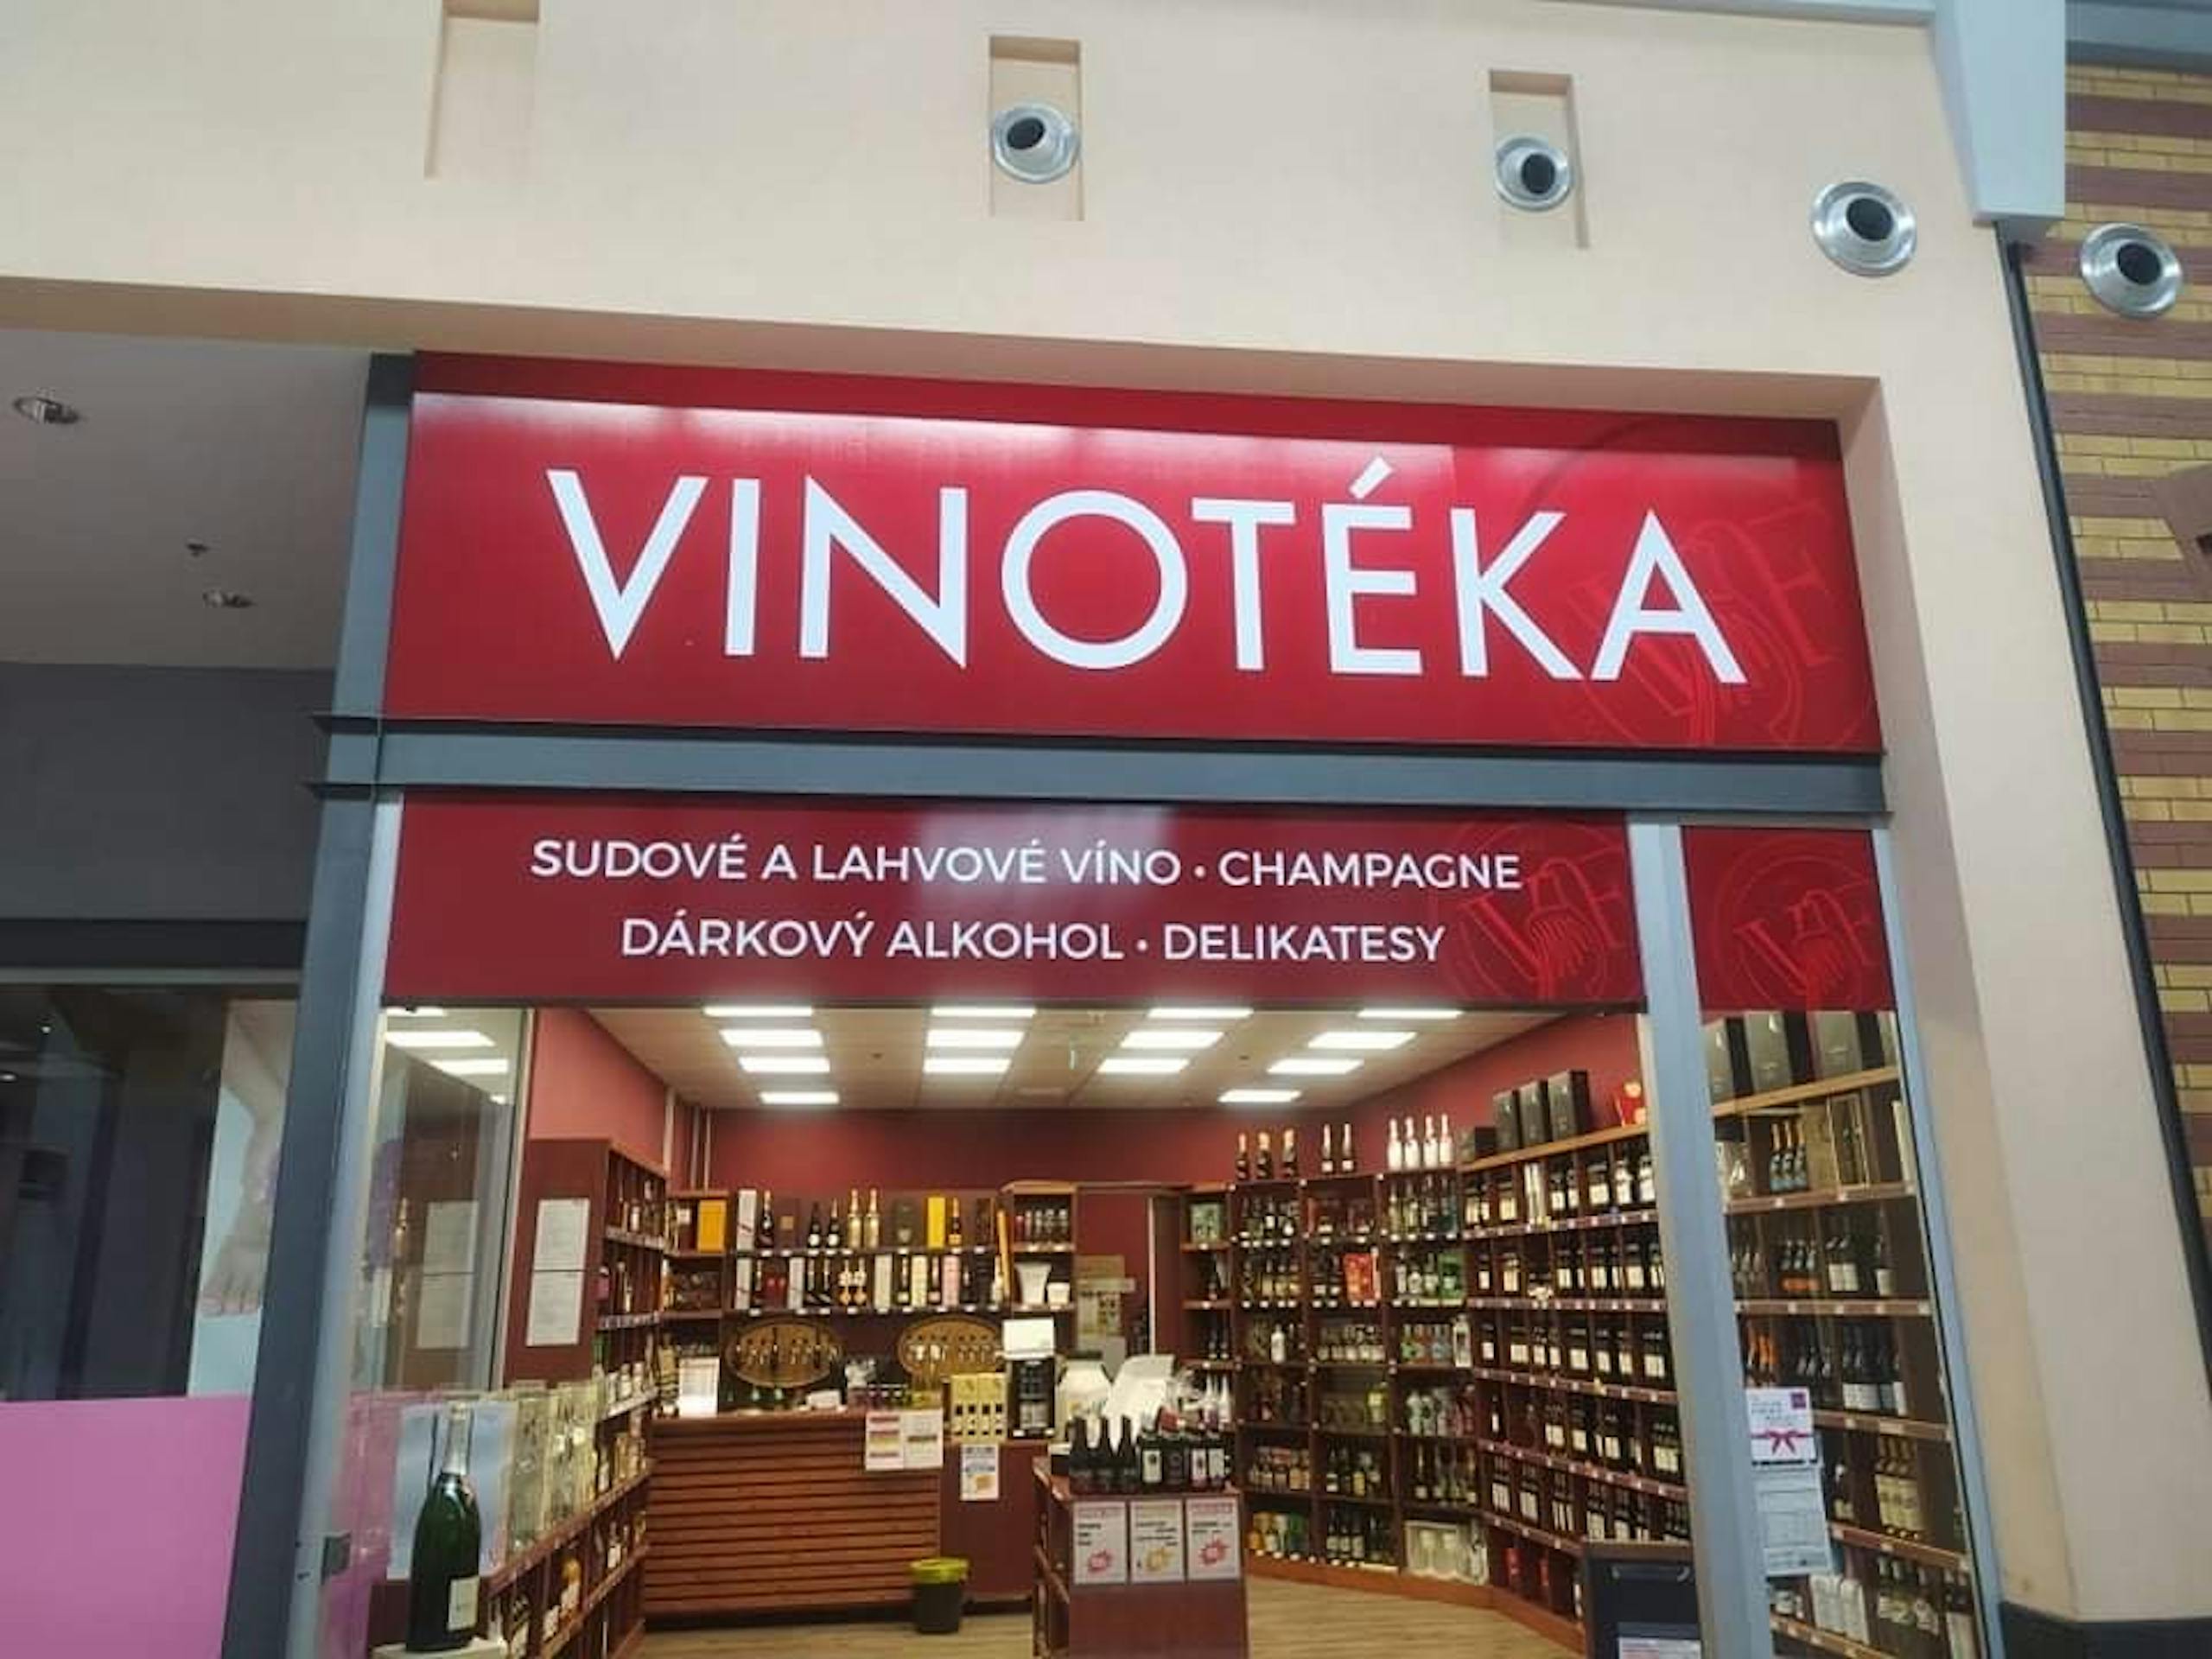 VINOTÉKA
SUDOVÉ A LAHVOVÉ VÍNO • CHAMPAGNE
DÁRKOVÝ ALKOHOL • DELIKATESY